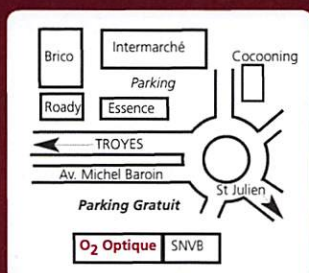 Brico
Intermarché
Cocooning
Parking
Roady
Essence
TROYES
Av. Michel Baroin
St Julien
Parking Gratuit
O2 Optique SNVB